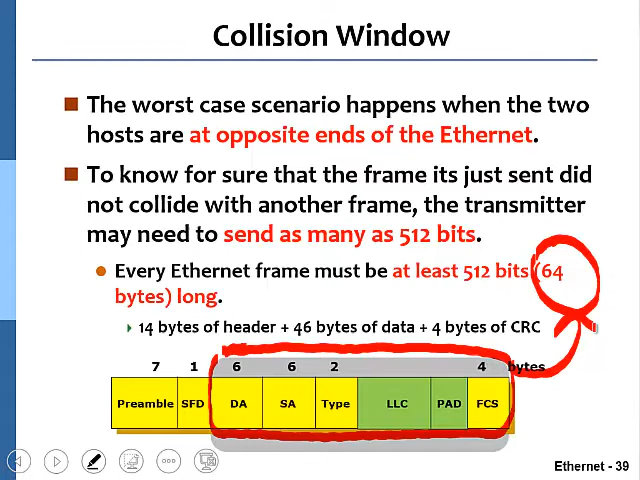 Collision Window
The worst case scenario happens when the two
hosts are at opposite ends of the Ethernet.
To know for sure that the frame its just sent did
not collide with another frame, the transmitter
may need to send as many as 512 bits.
Every Ethernet frame must be at least 512 bits (64
bytes) long.
14 bytes of header + 46 bytes of data + 4 bytes of CRC
7 1 6 6 2 4 bytes
Preamble SFD DA SA Type LLC PAD FCS
Ethernet - 39